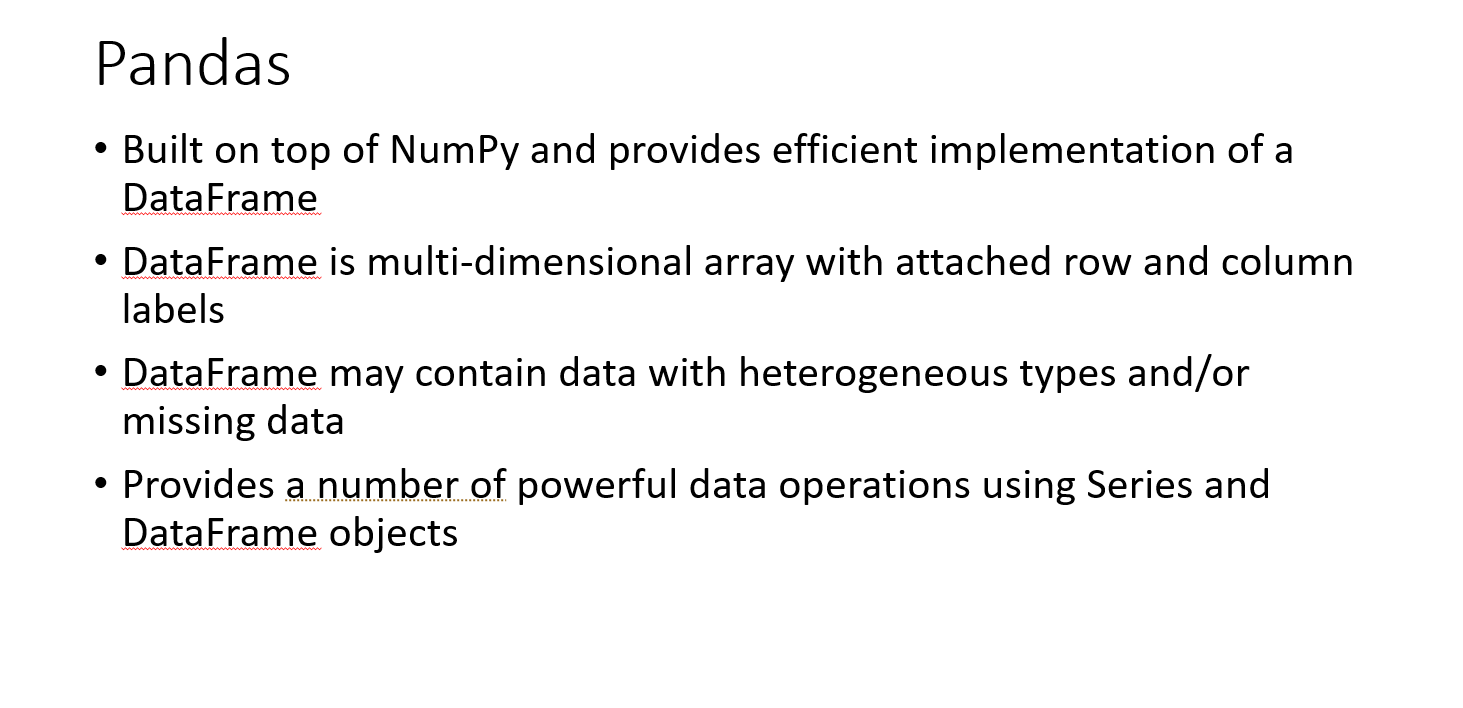 Pandas
• Built on top of NumPy and provides efficient implementation of a
DataFrame
• DataFrame is multi-dimensional array with attached row and column
labels
• DataFrame may contain data with heterogeneous types and/or
missing data
• Provides a number of powerful data operations using Series and
DataFrame objects